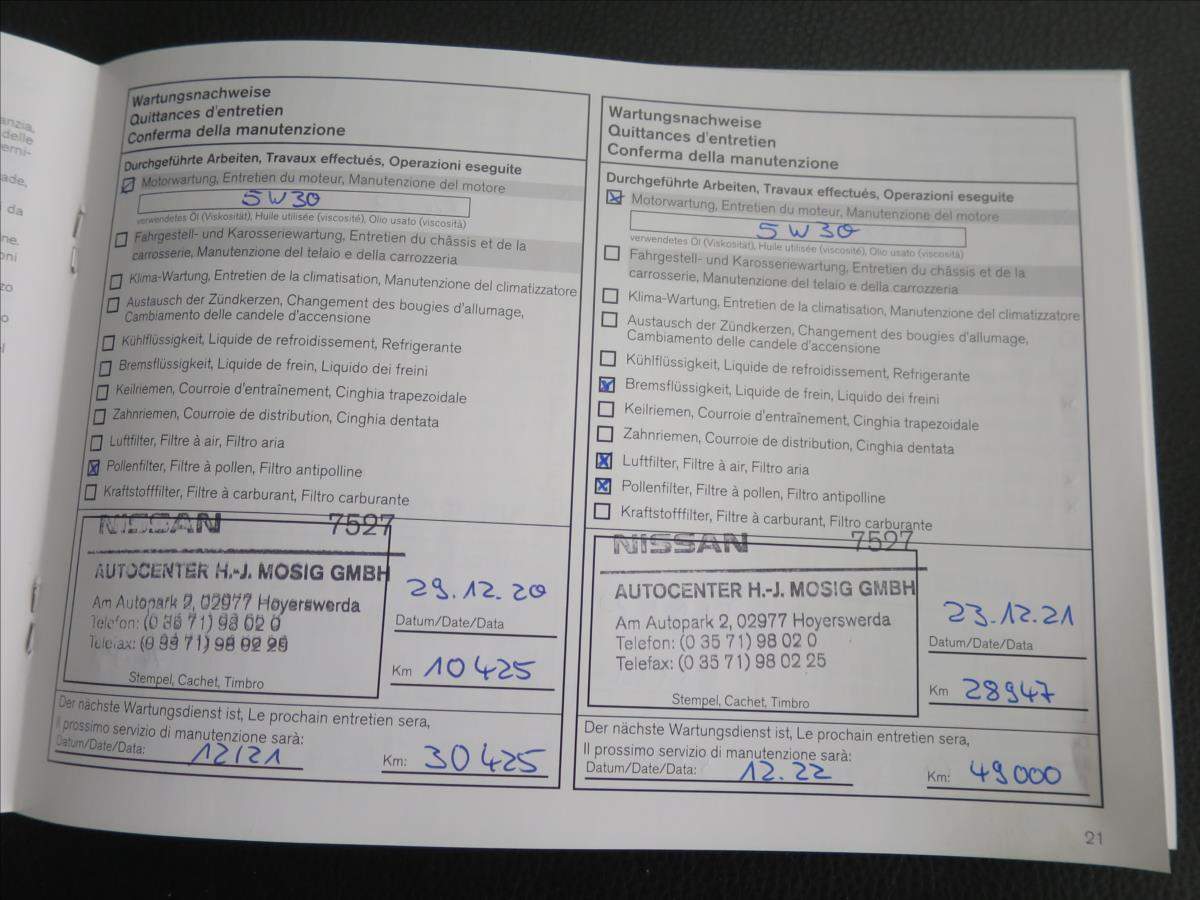 anzia,
delle
erni-
ade,
i da
ne.
oni
zo
o
el
Wartungsnachweise
Quittances d'entretien
Conferma della manutenzione
Durchgeführte Arbeiten, Travaux effectués, Operazioni eseguite
Motorwartung, Entretien du moteur, Manutenzione del motore
5W30
verwendetes Öl (Viskosität), Huile utilisée (viscosité), Olio usato (viscosità)
Fahrgestell- und Karosseriewartung, Entretien du châssis et de la
carrosserie, Manutenzione del telaio e della carrozzeria
Klima-Wartung, Entretien de la climatisation, Manutenzione del climatizzatore
Austausch der Zündkerzen, Changement des bougies d'allumage,
Cambiamento delle candele d'accensione
Kühlflüssigkeit, Liquide de refroidissement, Refrigerante
Bremsflüssigkeit, Liquide de frein, Liquido dei freini
Keilriemen, Courroie d'entraînement, Cinghia trapezoidale
Zahnriemen, Courroie de distribution, Cinghia dentata
Luftfilter, Filtre à air, Filtro aria
Pollenfilter, Filtre à pollen, Filtro antipolline
Kraftstofffilter, Filtre à carburant, Filtro carburante
NISSAN 7527
AUTOCENTER H.-J. MOSIG GMBH
Am Autopark 2, 02977 Hoyerswerda
Telefon: (0 35 71) 98 02 0
Telefax:
Stempel, Cachet, Timbro
29.12.20
Datum/Date/Data
Km 10425
Der nächste Wartungsdienst ist, Le prochain entretien sera,
Il prossimo servizio di manutenzione sarà:
Datum/Date/Data: 12/21 Km: 30425
Wartungsnachweise
Quittances d'entretien
Conferma della manutenzione
Durchgeführte Arbeiten, Travaux effectués, Operazioni eseguite
Motorwartung, Entretien du moteur, Manutenzione del motore
5W30
verwendetes Öl (Viskosität), Huile utilisée (viscosité), Olio usato (viscosità)
Fahrgestell- und Karosseriewartung, Entretien du châssis et de la
carrosserie, Manutenzione del telaio e della carrozzeria
Klima-Wartung, Entretien de la climatisation, Manutenzione del climatizzatore
Austausch der Zündkerzen, Changement des bougies d'allumage,
Cambiamento delle candele d'accensione
Kühlflüssigkeit, Liquide de refroidissement, Refrigerante
Bremsflüssigkeit, Liquide de frein, Liquido dei freini
Keilriemen, Courroie d'entraînement, Cinghia trapezoidale
Zahnriemen, Courroie de distribution, Cinghia dentata
Luftfilter, Filtre à air, Filtro aria
Pollenfilter, Filtre à pollen, Filtro antipolline
Kraftstofffilter, Filtre à carburant, Filtro carburante
NISSAN 7527
AUTOCENTER H.-J. MOSIG GMBH
Am Autopark 2, 02977 Hoyerswerda
Telefon: (0 35 71) 98 02 0
Telefax: (0 35 71) 98 02 25
Stempel, Cachet, Timbro
23.12.21
Datum/Date/Data
Km 28947
Der nächste Wartungsdienst ist, Le prochain entretien sera,
Il prossimo servizio di manutenzione sarà:
Datum/Date/Data: 12.22 Km: 49000
21